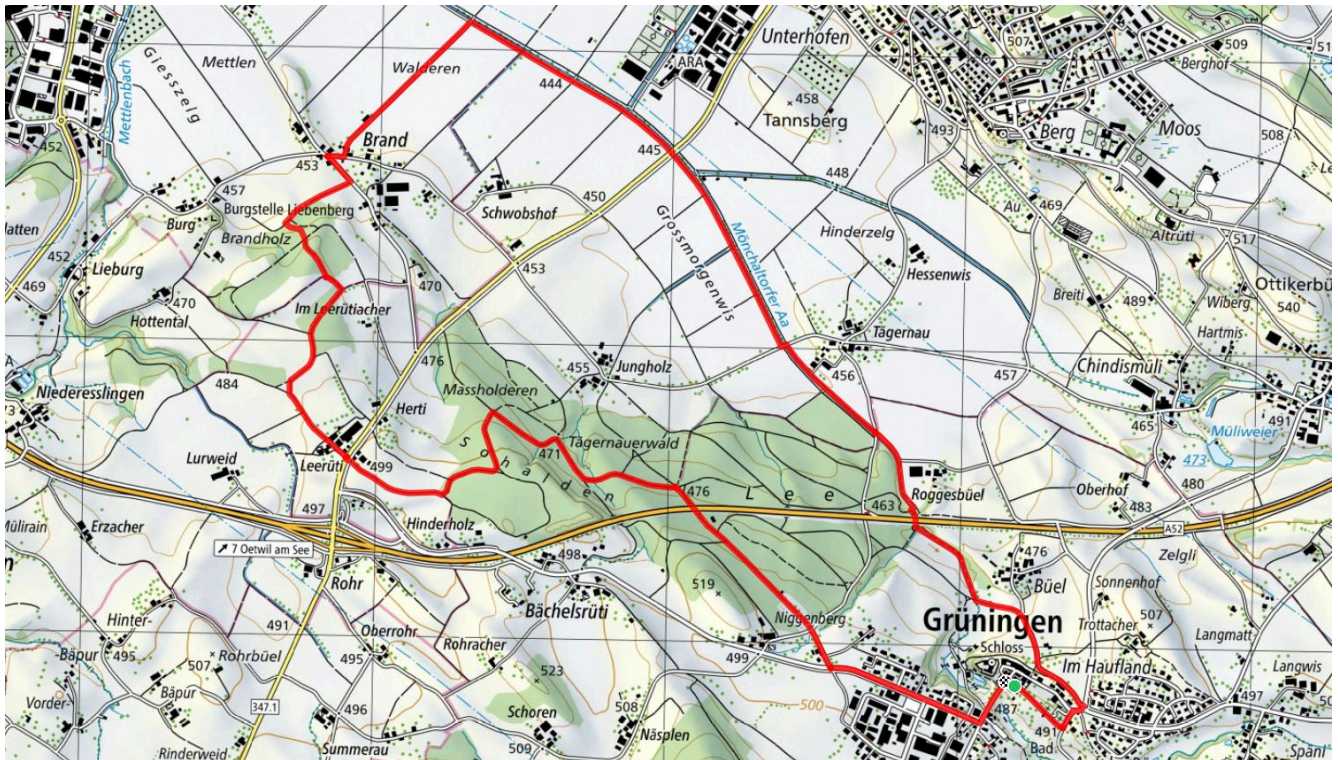 Giesszelg
Mettlen
Walderen
444
ARA
Unterhofen
507
509
Berghof
Mettlenbach
452
458
Tannsberg
493
Berg
Moos
508
Brand
453
445
457
Burg
Burgstelle Liebenberg
Brandholz
Schwobshof
450
448
Au
469
Altrüti
517
452
Lieburg
469
470
Hottental
Im Leerütiacher
470
453
Grossmorgenwis
Mönchaltorfer Aa
Hinderzelg
Hessenwis
Breiti
489
Wiberg
540
Hartmis
Niederesslingen
484
476
Massholderen
455
Jungholz
Tägernau
456
457
Chindismüli
465
491
Müliweier
473
Herti
Leerüti
499
Lurweid
Sohalden
471
Tägernauerwald
476
Lee
463
Roggesbüel
Oberhof
483
480
A52
497
Erzacher
Hinderholz
7 Oetwil am See
Rohr
498
Bächelsrüti
519
Niggenberg
476
Büel
Zelgli
Sonnenhof
507
Trottacher
Langmatt
Hinter-
-Bäpur
495
491
Rohrbüel
507
Oberrohr
495
Rohracher
523
499
Grüningen
Schloss
Im Haufland
Langwis
497
Vorder-
Bäpur
347.1
496
Summerau
Schoren
509
508
Näsplen
500
487
491
Bad
Rinderweid